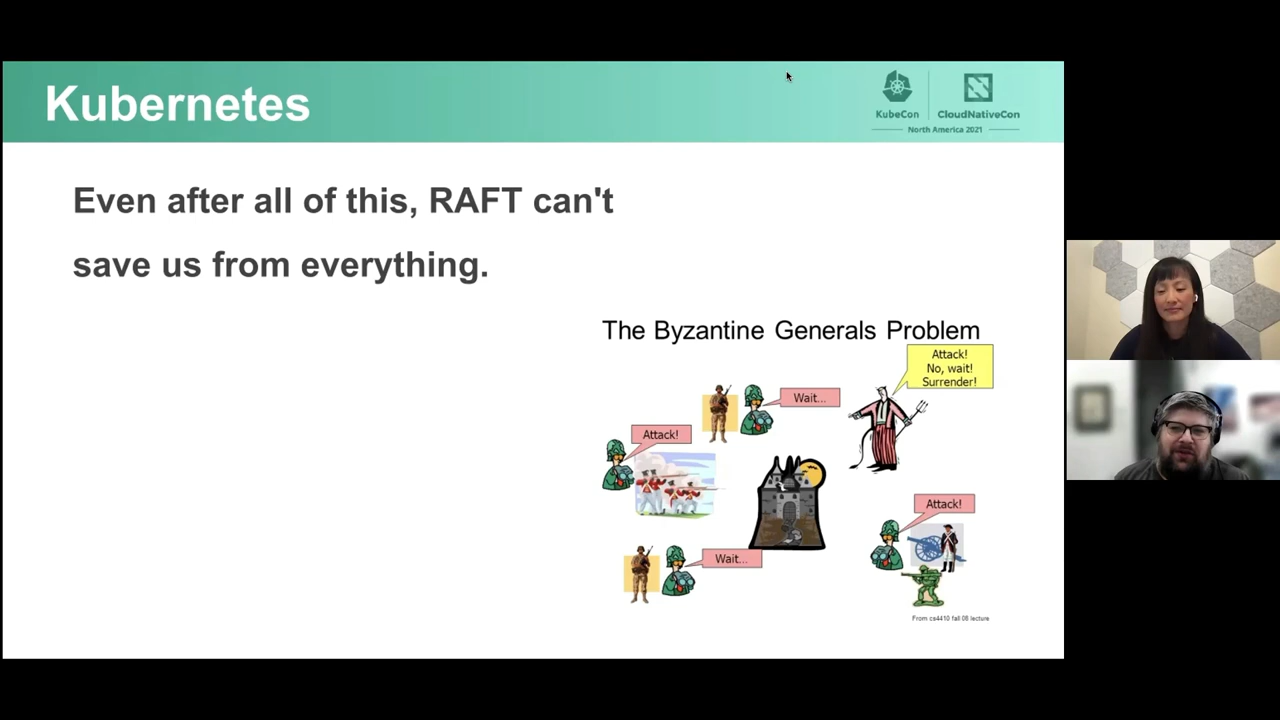 Kubernetes
KubeCon
CloudNativeCon
North America 2021
Even after all of this, RAFT can't
save us from everything.
The Byzantine Generals Problem
Attack!
No, wait!
Surrender!
Wait...
Attack!
Attack!
Wait...
From cs4410 fall 08 lecture